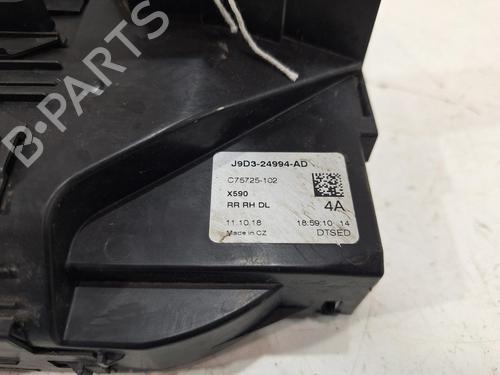 J9D3-24994-AD
C75725-102
X590
RR RH DL
4A
11.10.18 18:59:10 14
Made in CZ DTSED
B-PARTS